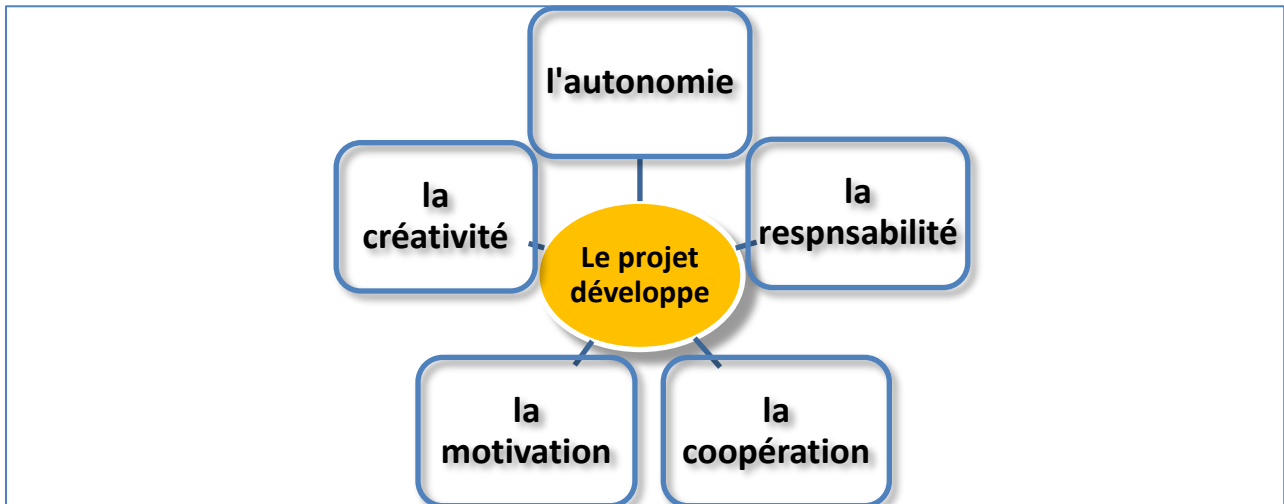 l'autonomie
la
créativité
la
respnsabilité
Le projet
développe
la
motivation
la
coopération